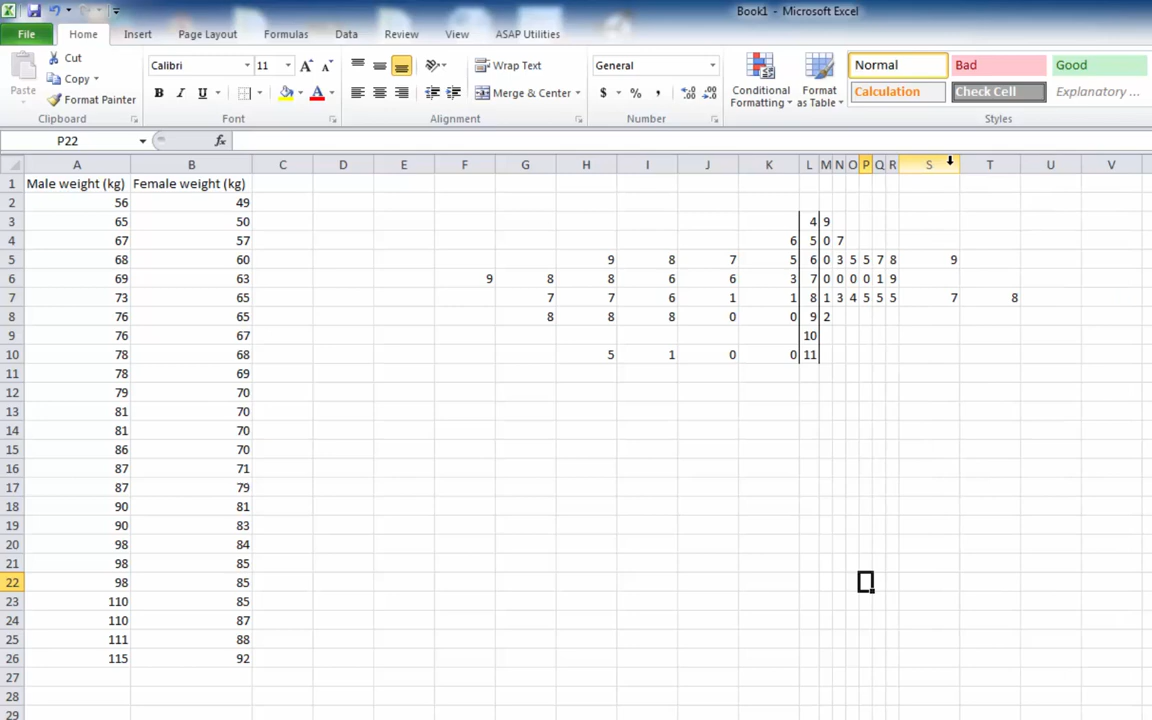 Book1 - Microsoft Excel
File Home Insert Page Layout Formulas Data Review View ASAP Utilities
Cut
Copy
Format Painter
Paste
Clipboard
Calibri 11 A A
B I U A
Font
Wrap Text
Merge & Center
Alignment
General
$ % , .0 .00 .00 .0
Number
Conditional Formatting
Format as Table
Normal Bad Good
Calculation Check Cell Explanatory ...
Styles
P22 fx
A B C D E F G H I J K L M N O P Q R S T U V
1 Male weight (kg) Female weight (kg)
2 56 49
3 65 50 4 9
4 67 57 6 5 0 7
5 68 60 9 8 7 5 6 0 3 5 5 7 8 9
6 69 63 9 8 8 6 6 3 7 0 0 0 0 1 9
7 73 65 7 7 6 1 1 8 1 3 4 5 5 5 7 8
8 76 65 8 8 8 0 0 9 2
9 76 67 10
10 78 68 5 1 0 0 11
11 78 69
12 79 70
13 81 70
14 81 70
15 86 70
16 87 71
17 87 79
18 90 81
19 90 83
20 98 84
21 98 85
22 98 85
23 110 85
24 110 87
25 111 88
26 115 92
27
28
29